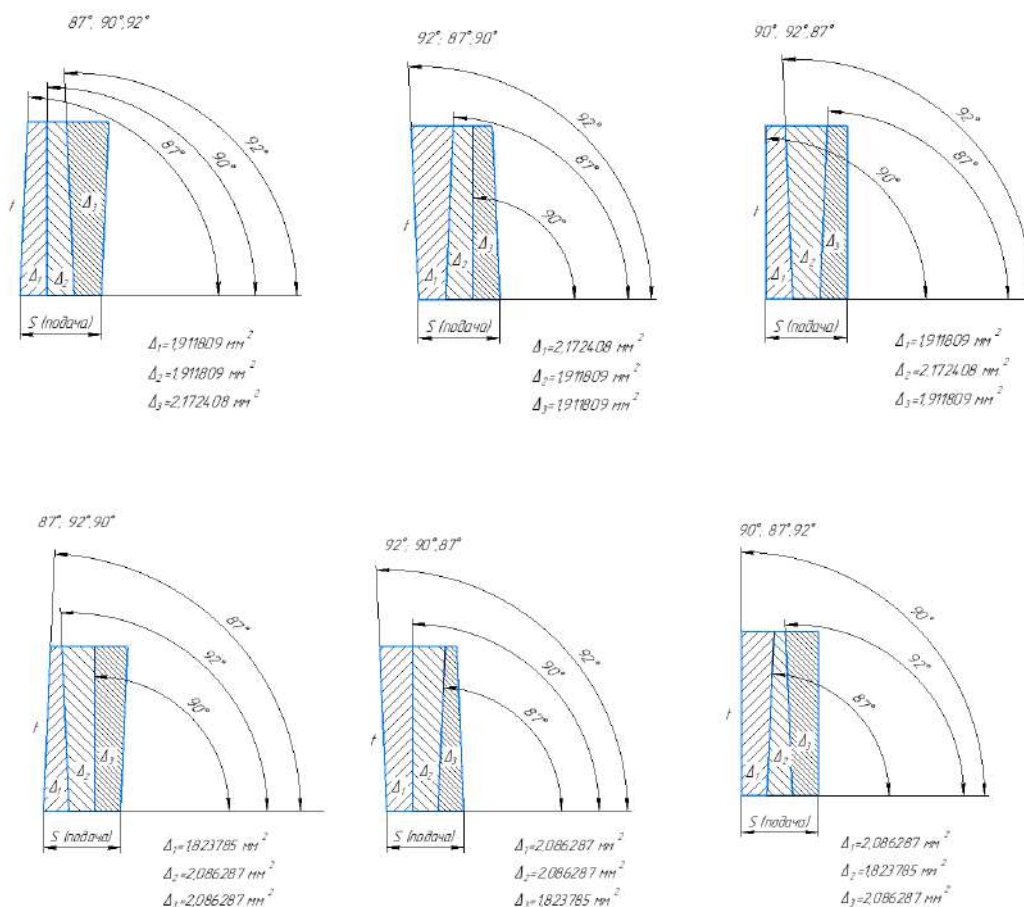 87°; 90°; 92°
92°
90°
87°
t
Δ₁
Δ₂
Δ₃
S (подача)
Δ₁=1,911809 мм²
Δ₂=1,911809 мм²
Δ₃=2,172408 мм²
92°; 87°; 90°
92°
87°
90°
t
Δ₁
Δ₂
Δ₃
S (подача)
Δ₁=2,172408 мм²
Δ₂=1,911809 мм²
Δ₃=1,911809 мм²
90°; 92°; 87°
92°
87°
90°
t
Δ₁
Δ₂
Δ₃
S (подача)
Δ₁=1,911809 мм²
Δ₂=2,172408 мм²
Δ₃=1,911809 мм²
87°; 92°; 90°
87°
92°
90°
t
Δ₁
Δ₂
Δ₃
S (подача)
Δ₁=1,823785 мм²
Δ₂=2,086287 мм²
Δ₃=2,086287 мм²
92°; 90°; 87°
92°
90°
87°
t
Δ₁
Δ₂
Δ₃
S (подача)
Δ₁=2,086287 мм²
Δ₂=2,086287 мм²
Δ₃=1,823785 мм²
90°; 87°; 92°
90°
92°
87°
t
Δ₁
Δ₂
Δ₃
S (подача)
Δ₁=2,086287 мм²
Δ₂=1,823785 мм²
Δ₃=2,086287 мм²